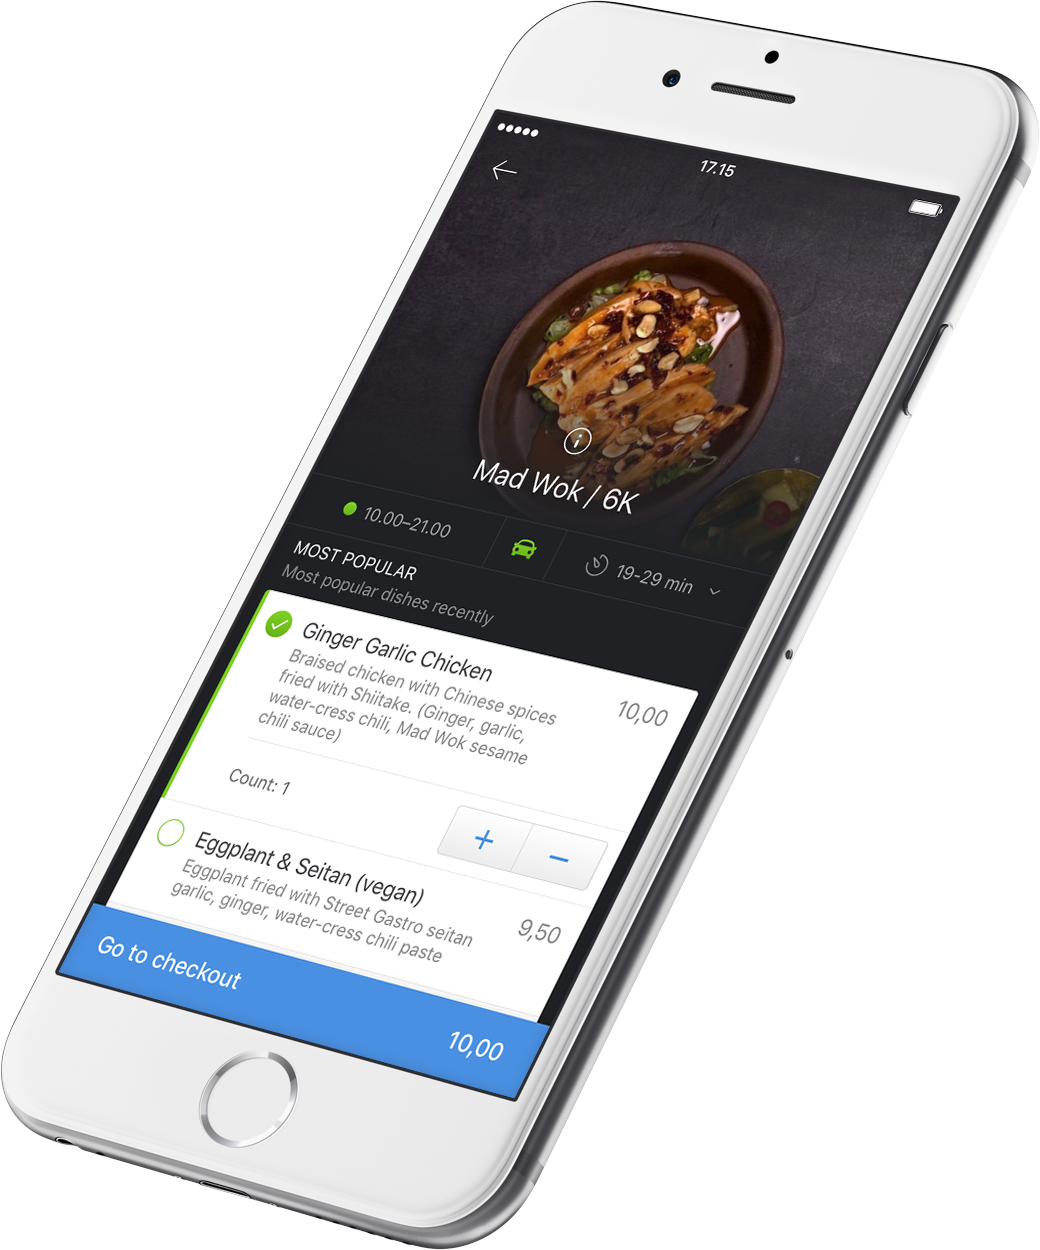 17.15
Mad Wok / 6K
10.00–21.00
19-29 min
MOST POPULAR
Most popular dishes recently
Ginger Garlic Chicken
Braised chicken with Chinese spices
fried with Shiitake. (Ginger, garlic,
water-cress chili, Mad Wok sesame
chili sauce)
10,00
Count: 1
+
−
Eggplant & Seitan (vegan)
Eggplant fried with Street Gastro seitan
garlic, ginger, water-cress chili paste
9,50
Go to checkout
10,00